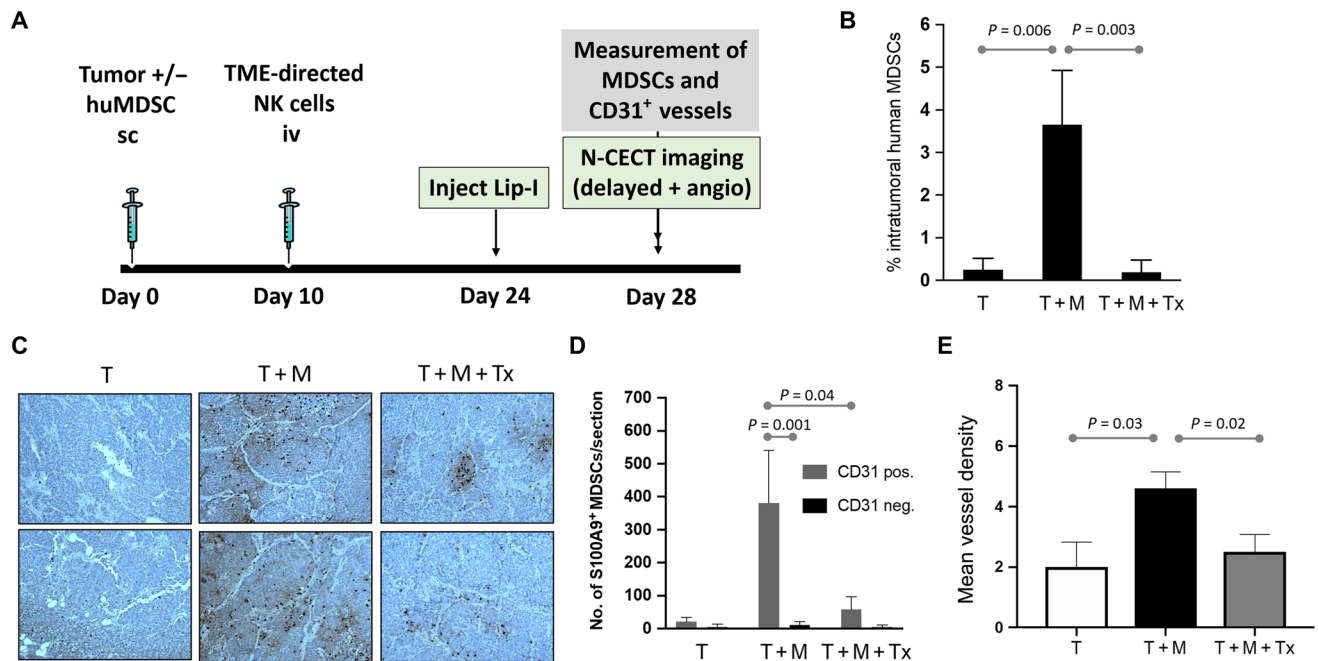 A
Tumor +/–
huMDSC
sc
TME-directed
NK cells
iv
Inject Lip-I
Measurement of
MDSCs and
CD31⁺ vessels
N-CECT imaging
(delayed + angio)
Day 0
Day 10
Day 24
Day 28
B
% intratumoral human MDSCs
6
5
4
3
2
1
0
P = 0.006
P = 0.003
T
T + M
T + M + Tx
C
T
T + M
T + M + Tx
D
No. of S100A9⁺ MDSCs/section
700
600
500
400
300
200
100
0
P = 0.04
P = 0.001
CD31 pos.
CD31 neg.
T
T + M
T + M + Tx
E
Mean vessel density
8
6
4
2
0
P = 0.03
P = 0.02
T
T + M
T + M + Tx